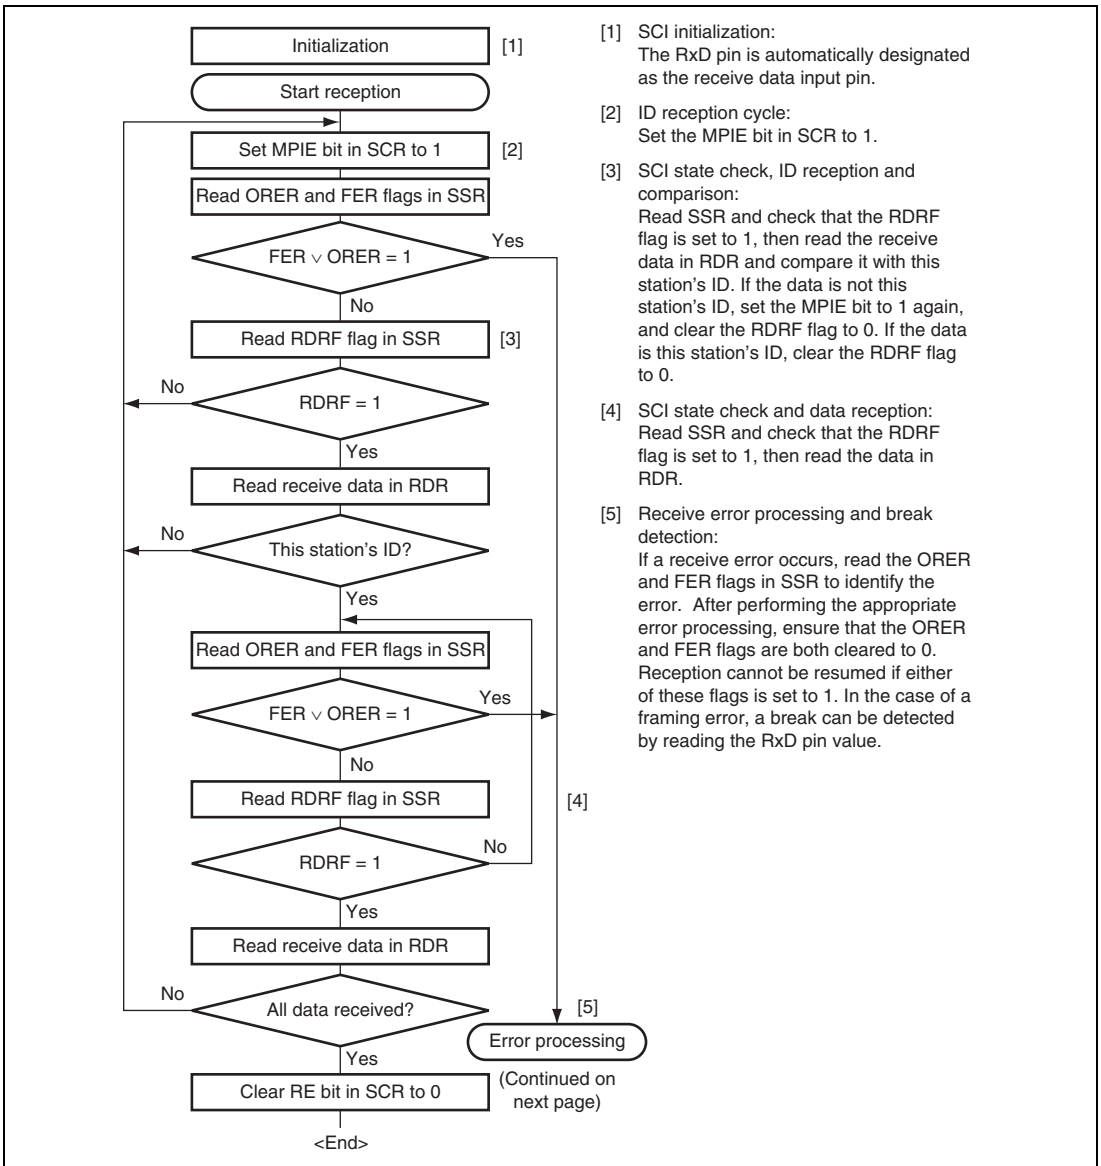 Initialization
[1]
Start reception
Set MPIE bit in SCR to 1
[2]
Read ORER and FER flags in SSR
FER ∨ ORER = 1
Yes
No
Read RDRF flag in SSR
[3]
RDRF = 1
No
Yes
Read receive data in RDR
This station's ID?
No
Yes
Read ORER and FER flags in SSR
FER ∨ ORER = 1
Yes
No
Read RDRF flag in SSR
[4]
RDRF = 1
No
Yes
Read receive data in RDR
All data received?
No
Yes
[5]
Error processing
(Continued on
next page)
Clear RE bit in SCR to 0
<End>
[1] SCI initialization:
The RxD pin is automatically designated
as the receive data input pin.
[2] ID reception cycle:
Set the MPIE bit in SCR to 1.
[3] SCI state check, ID reception and
comparison:
Read SSR and check that the RDRF
flag is set to 1, then read the receive
data in RDR and compare it with this
station's ID. If the data is not this
station's ID, set the MPIE bit to 1 again,
and clear the RDRF flag to 0. If the data
is this station's ID, clear the RDRF flag
to 0.
[4] SCI state check and data reception:
Read SSR and check that the RDRF
flag is set to 1, then read the data in
RDR.
[5] Receive error processing and break
detection:
If a receive error occurs, read the ORER
and FER flags in SSR to identify the
error. After performing the appropriate
error processing, ensure that the ORER
and FER flags are both cleared to 0.
Reception cannot be resumed if either
of these flags is set to 1. In the case of a
framing error, a break can be detected
by reading the RxD pin value.